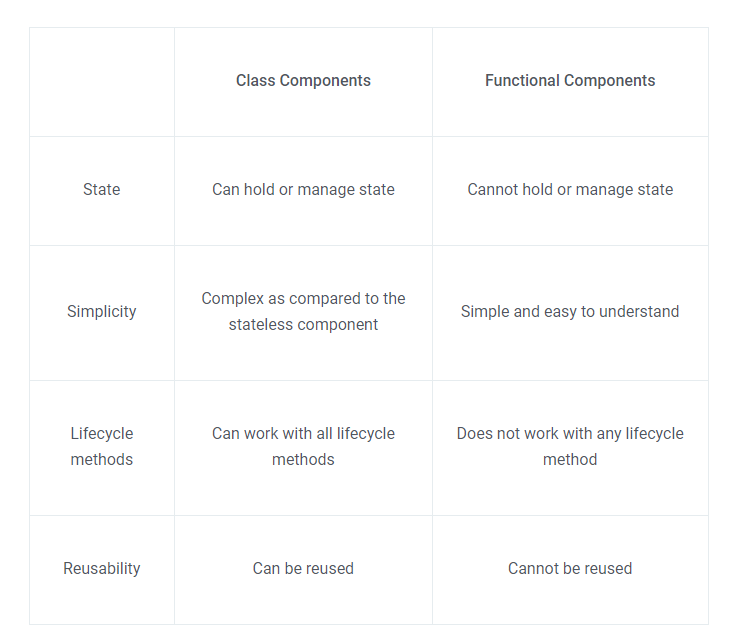 Class Components
Functional Components
State
Can hold or manage state
Cannot hold or manage state
Simplicity
Complex as compared to the
stateless component
Simple and easy to understand
Lifecycle
methods
Can work with all lifecycle
methods
Does not work with any lifecycle
method
Reusability
Can be reused
Cannot be reused